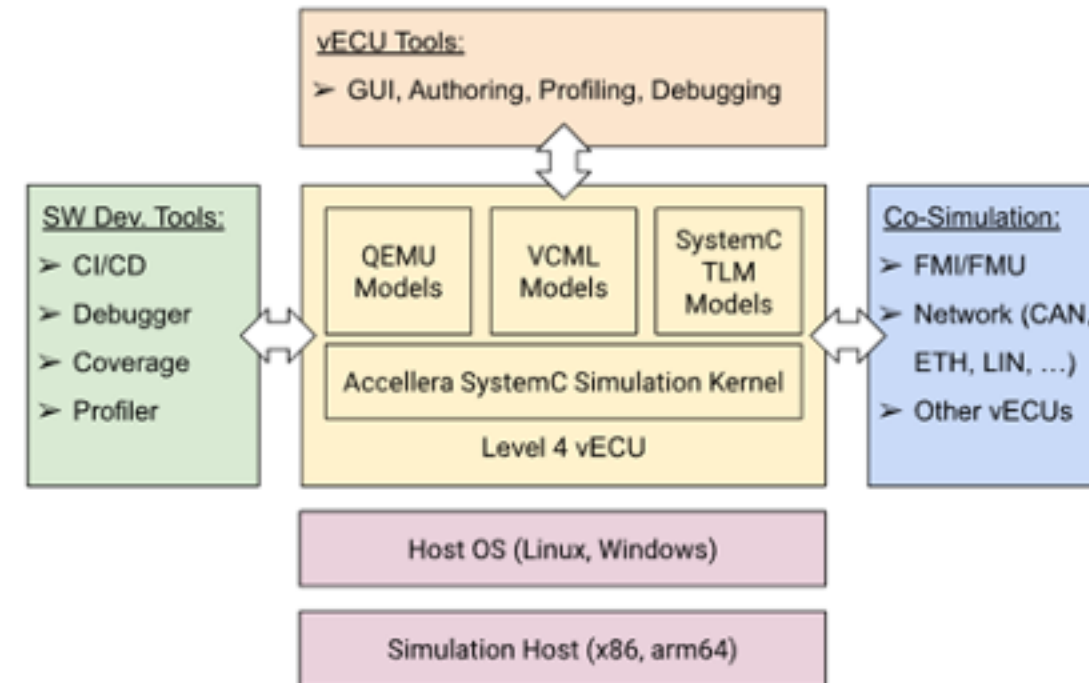 vECU Tools:
➢ GUI, Authoring, Profiling, Debugging
SW Dev. Tools:
➢ CI/CD
➢ Debugger
➢ Coverage
➢ Profiler
QEMU
Models
VCML
Models
SystemC
TLM
Models
Accellera SystemC Simulation Kernel
Level 4 vECU
Co-Simulation:
➢ FMI/FMU
➢ Network (CAN,
ETH, LIN, ...)
➢ Other vECUs
Host OS (Linux, Windows)
Simulation Host (x86, arm64)